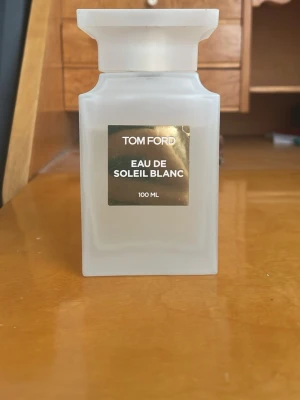 TOM FORD
EAU DE
SOLEIL BLANC
100 ML